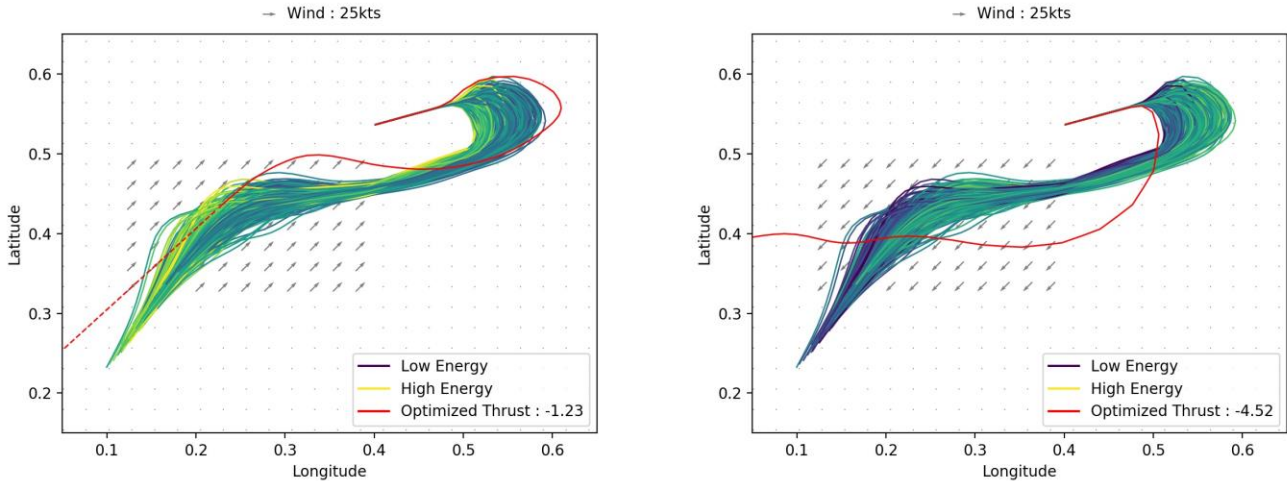 Wind : 25kts
0.6
0.5
0.4
0.3
0.2
Latitude
Low Energy
High Energy
Optimized Thrust : -1.23
0.1 0.2 0.3 0.4 0.5 0.6
Longitude
Wind : 25kts
0.6
0.5
0.4
0.3
0.2
Latitude
Low Energy
High Energy
Optimized Thrust : -4.52
0.1 0.2 0.3 0.4 0.5 0.6
Longitude